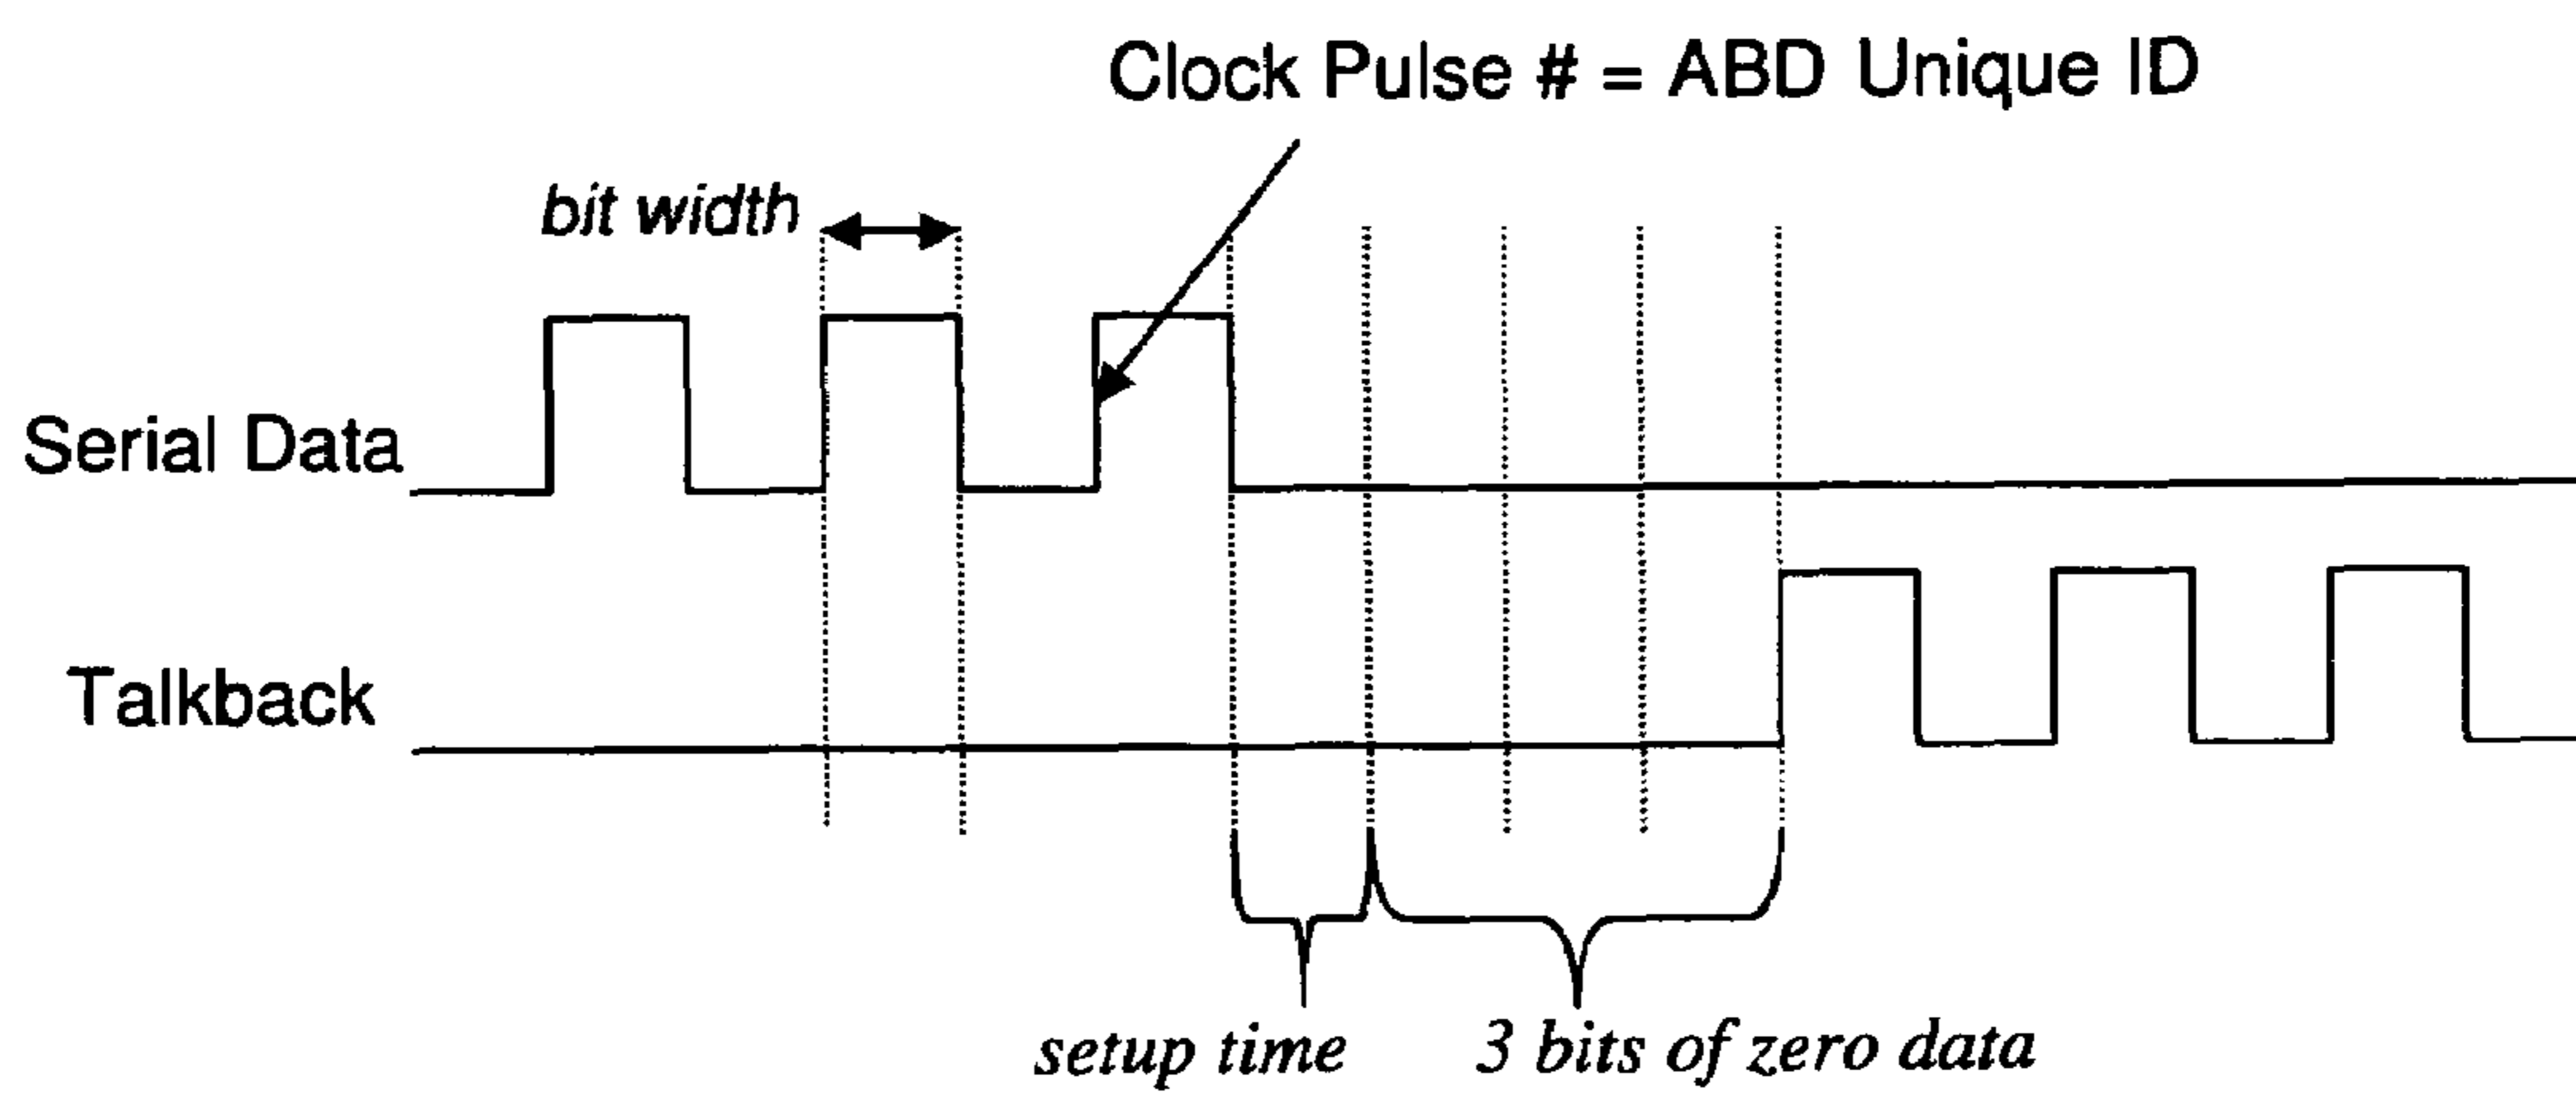 Clock Pulse # = ABD Unique ID
bit width
Serial Data
Talkback
setup time
3 bits of zero data